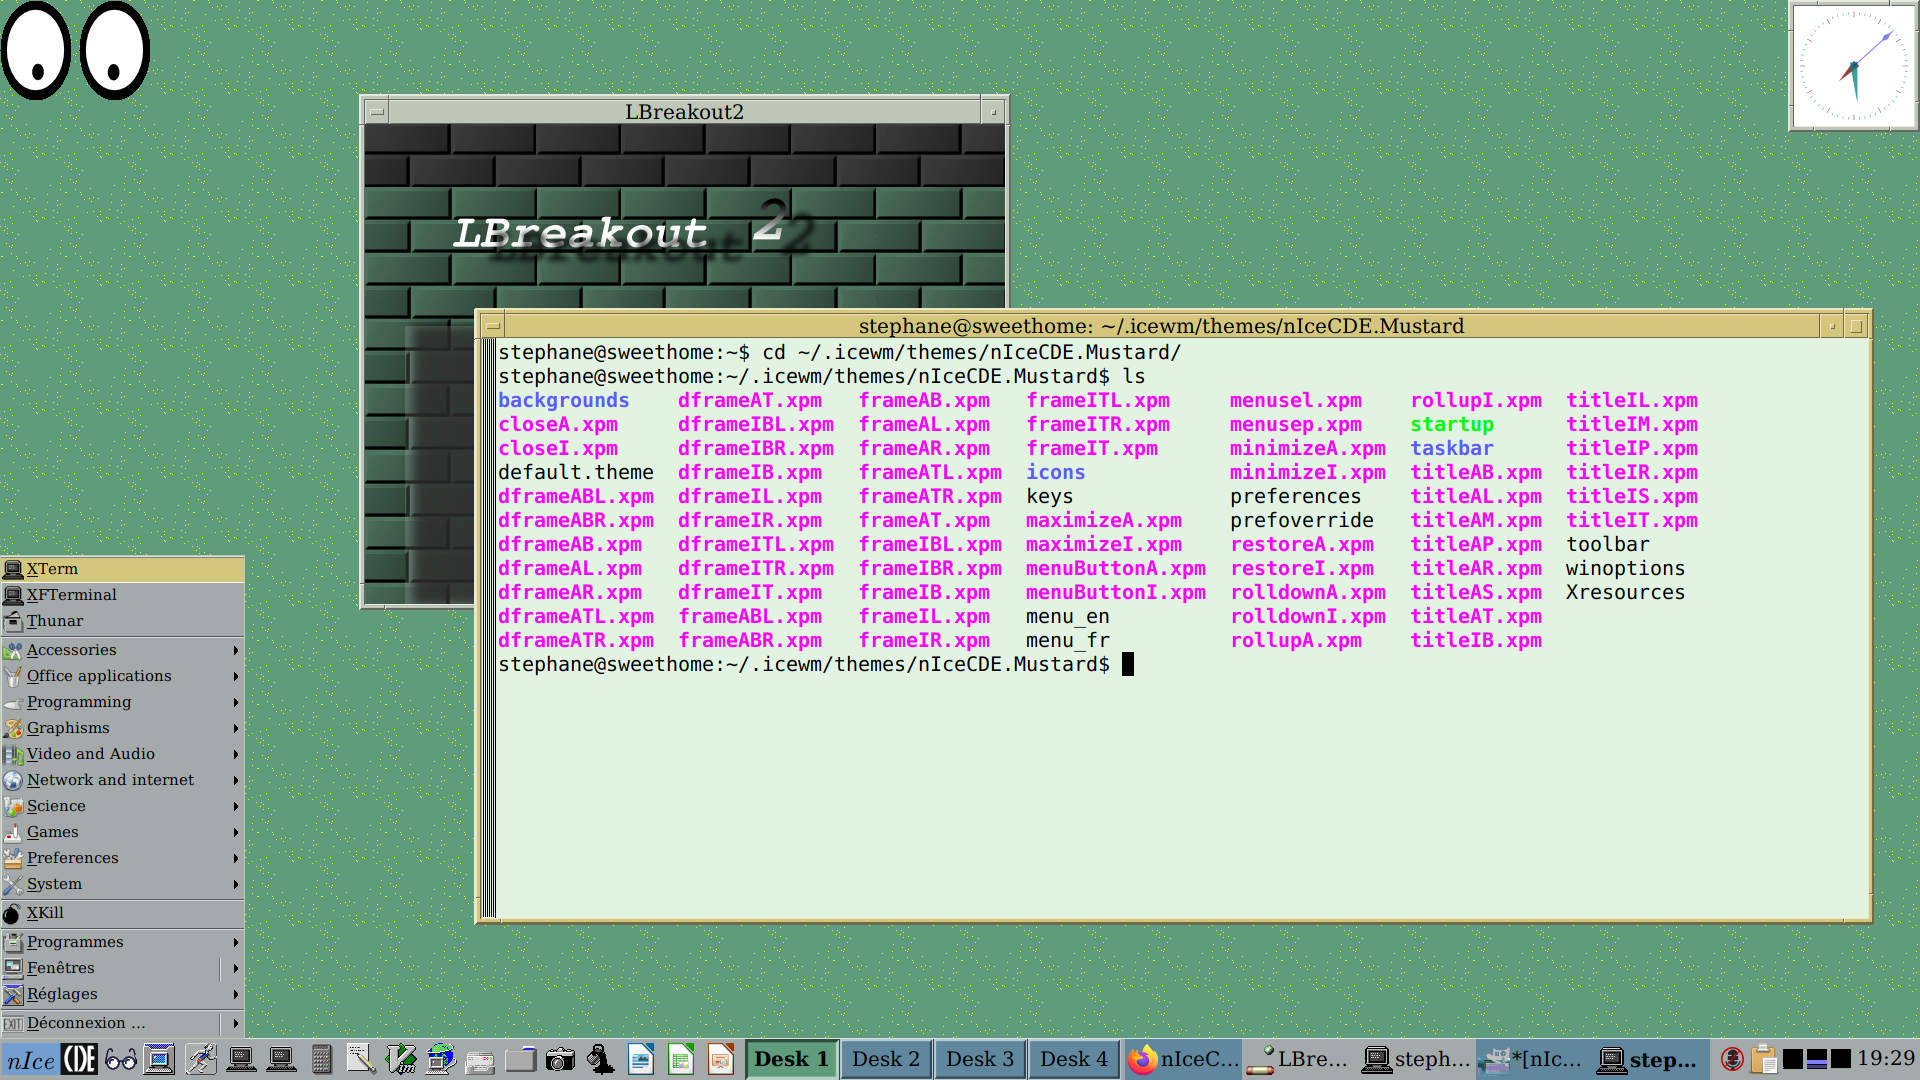 LBreakout2
LBreakout 2
stephane@sweethome: ~/.icewm/themes/nIceCDE.Mustard
stephane@sweethome:~$ cd ~/.icewm/themes/nIceCDE.Mustard/
stephane@sweethome:~/.icewm/themes/nIceCDE.Mustard$ ls
backgrounds dframeAT.xpm frameAB.xpm frameITL.xpm menusel.xpm rollupI.xpm titleIL.xpm
closeA.xpm dframeIBL.xpm frameAL.xpm frameITR.xpm menusep.xpm startup titleIM.xpm
closeI.xpm dframeIBR.xpm frameAR.xpm frameIT.xpm minimizeA.xpm taskbar titleIP.xpm
default.theme dframeIB.xpm frameATL.xpm icons minimizeI.xpm titleAB.xpm titleIR.xpm
dframeABL.xpm dframeIL.xpm frameATR.xpm keys preferences titleAL.xpm titleIS.xpm
dframeABR.xpm dframeIR.xpm frameAT.xpm maximizeA.xpm prefoverride titleAM.xpm titleIT.xpm
dframeAB.xpm dframeITL.xpm frameIBL.xpm maximizeI.xpm restoreA.xpm titleAP.xpm toolbar
dframeAL.xpm dframeITR.xpm frameIBR.xpm menuButtonA.xpm restoreI.xpm titleAR.xpm winoptions
dframeAR.xpm dframeIT.xpm frameIB.xpm menuButtonI.xpm rolldownA.xpm titleAS.xpm Xresources
dframeATL.xpm frameABL.xpm frameIL.xpm menu_en rolldownI.xpm titleAT.xpm
dframeATR.xpm frameABR.xpm frameIR.xpm menu_fr rollupA.xpm titleIB.xpm
stephane@sweethome:~/.icewm/themes/nIceCDE.Mustard$
XTerm
XFTerminal
Thunar
Accessories
Office applications
Programming
Graphisms
Video and Audio
Network and internet
Science
Games
Preferences
System
XKill
Programmes
Fenêtres
Réglages
EXIT Déconnexion ...
nIce CDE Desk 1 Desk 2 Desk 3 Desk 4 nIceC... LBre... steph... *[nIc... step... 19:29